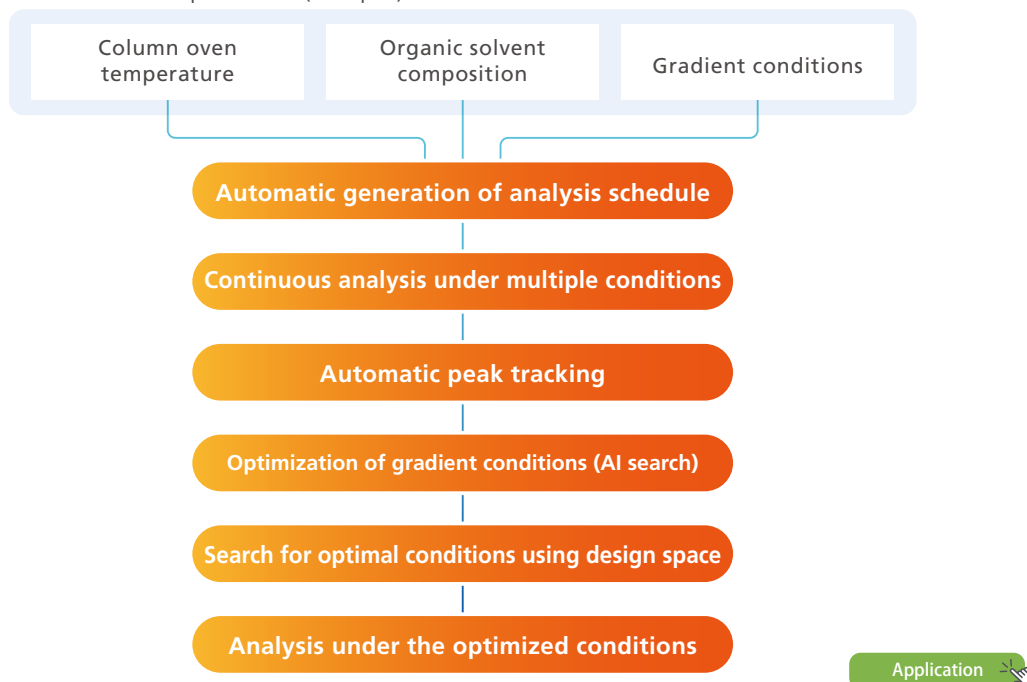 Column oven
temperature
Organic solvent
composition
Gradient conditions
Automatic generation of analysis schedule
Continuous analysis under multiple conditions
Automatic peak tracking
Optimization of gradient conditions (AI search)
Search for optimal conditions using design space
Analysis under the optimized conditions
Application